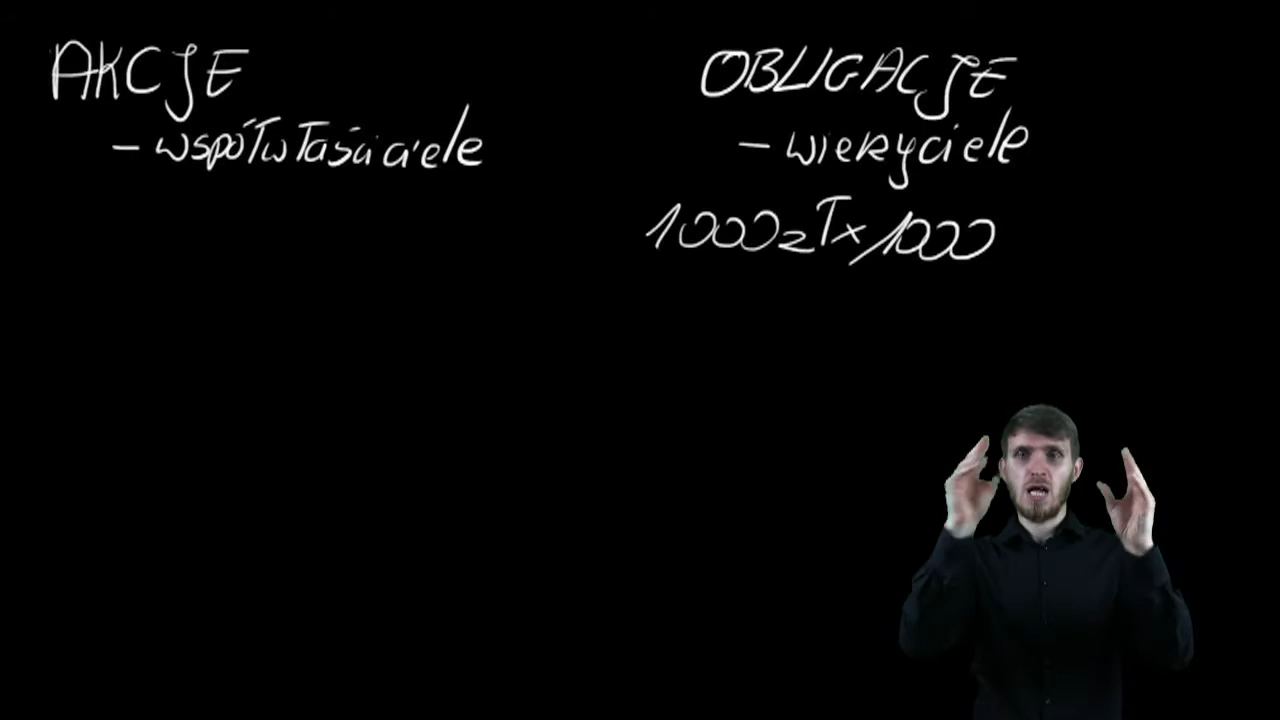 AKCJE
- współwłaściciele
OBLIGACJE
- wierzyciele
1000zł x 1000